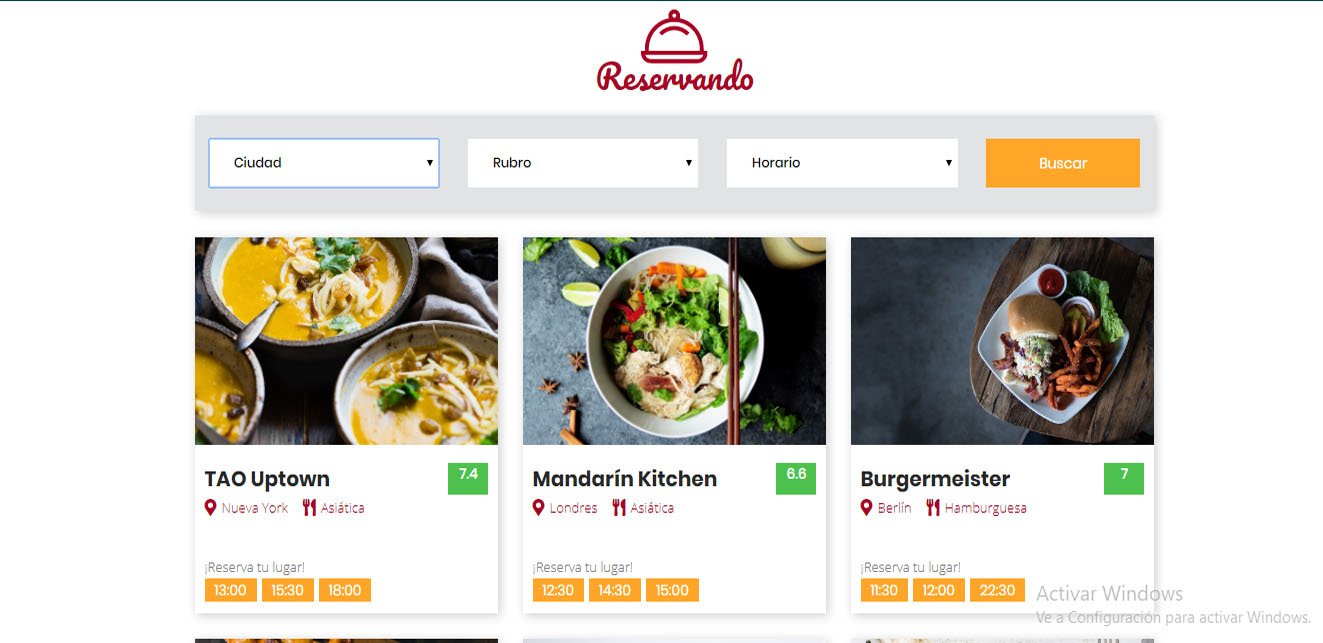 Reservando
Ciudad Rubro Horario Buscar
TAO Uptown 7.4
Nueva York Asiática
¡Reserva tu lugar!
13:00 15:30 18:00
Mandarín Kitchen 6.6
Londres Asiática
¡Reserva tu lugar!
12:30 14:30 15:00
Burgermeister 7
Berlín Hamburguesa
¡Reserva tu lugar!
11:30 12:00 22:30
Activar Windows
Ve a Configuración para activar Windows.